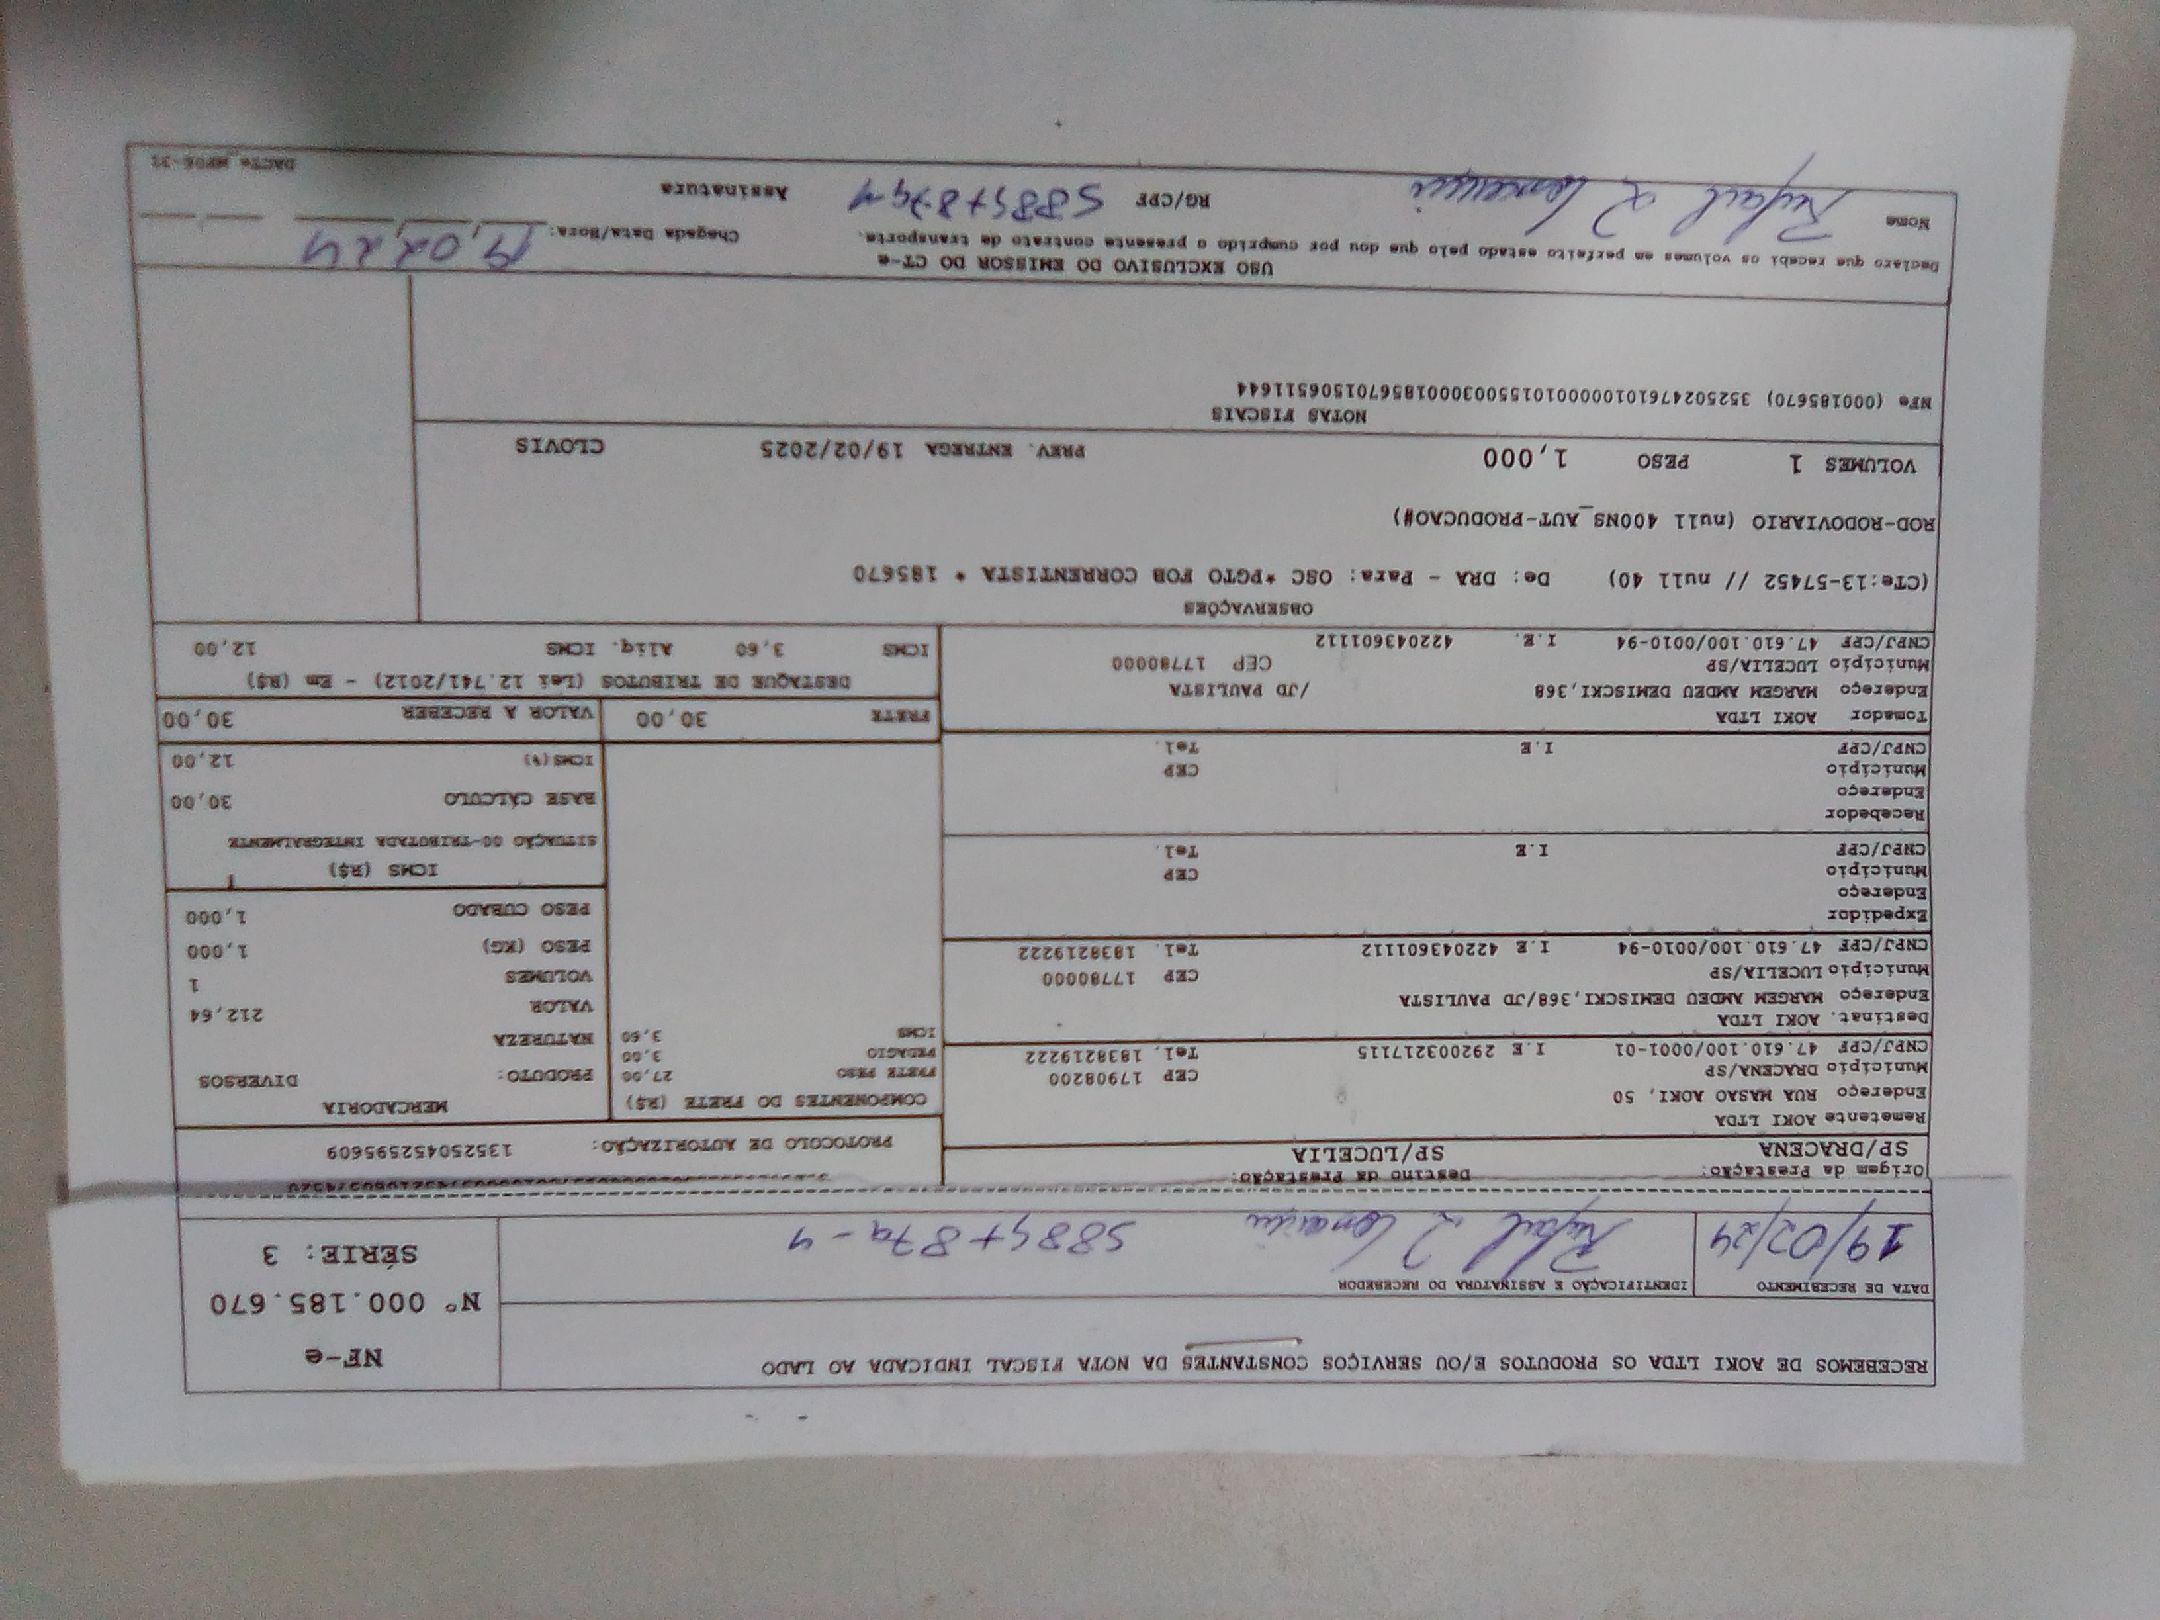 RECEBEMOS DE AOKI LTDA OS PRODUTOS E/OU SERVIÇOS CONSTANTES DA NOTA FISCAL INDICADA AO LADO
NF-e
Nº 000.185.670
SÉRIE: 3
DATA DE RECEBIMENTO
19/02/24
IDENTIFICAÇÃO E ASSINATURA DO RECEBEDOR
Origem da Prestação:
SP/DRACENA
Destino da Prestação:
SP/LUCELIA
PROTOCOLO DE AUTORIZAÇÃO: 135250452595609
Remetente AOKI LTDA
Endereço RUA MASAO AOKI, 50
Município DRACENA/SP CEP 17908200
CNPJ/CPF 47.610.100/0001-01 I.E 292003217115 Tel. 1838219222
Destinat. AOKI LTDA
Endereço MARGEM AMDEU DEMISCKI,368/JD PAULISTA
Município LUCELIA/SP CEP 17780000
CNPJ/CPF 47.610.100/0010-94 I.E 42204360​1112 Tel. 1838219222
Expedidor
Endereço
Município CEP
CNPJ/CPF I.E Tel.
Recebedor
Endereço
Município CEP
CNPJ/CPF I.E Tel.
Tomador AOKI LTDA
Endereço MARGEM AMDEU DEMISCKI,368 /JD PAULISTA
Município LUCELIA/SP CEP 17780000
CNPJ/CPF 47.610.100/0010-94 I.E. 422043601112
COMPONENTES DO FRETE (R$)
FRETE PESO 27,00
PEDAGIO 3,00
ICMS 3,60
FRETE 30,00
MERCADORIA
PRODUTO: DIVERSOS
NATUREZA
VALOR 212,64
VOLUMES 1
PESO (KG) 1,000
PESO CUBADO 1,000
ICMS (R$)
SITUAÇÃO 00-TRIBUTADA INTEGRALMENTE
BASE CÁLCULO 30,00
ICMS(%) 12,00
VALOR A RECEBER 30,00
DESTAQUE DE TRIBUTOS (Lei 12.741/2012) - Em (R$)
ICMS 3,60 Aliq. ICMS 12,00
OBSERVAÇÕES
(CTe:13-57452 // null 40) De: DRA - Para: OSC *PGTO FOB CORRENTISTA * 185670
ROD-RODOVIARIO (null 400NS_AUT-PRODUCAO#)
VOLUMES 1 PESO 1,000 PREV. ENTREGA 19/02/2025 CLOVIS
NOTAS FISCAIS
NFe (000185670) 35250247610100000101550030001856701506511644
USO EXCLUSIVO DO EMISSOR DO CT-e
Declaro que recebi os volumes em perfeito estado pelo que dou por cumprido o presente contrato de transporte.
Chegada Data/Hora: 19,02,24
Nome
RG/CPF
Assinatura
DACTe MP06-31